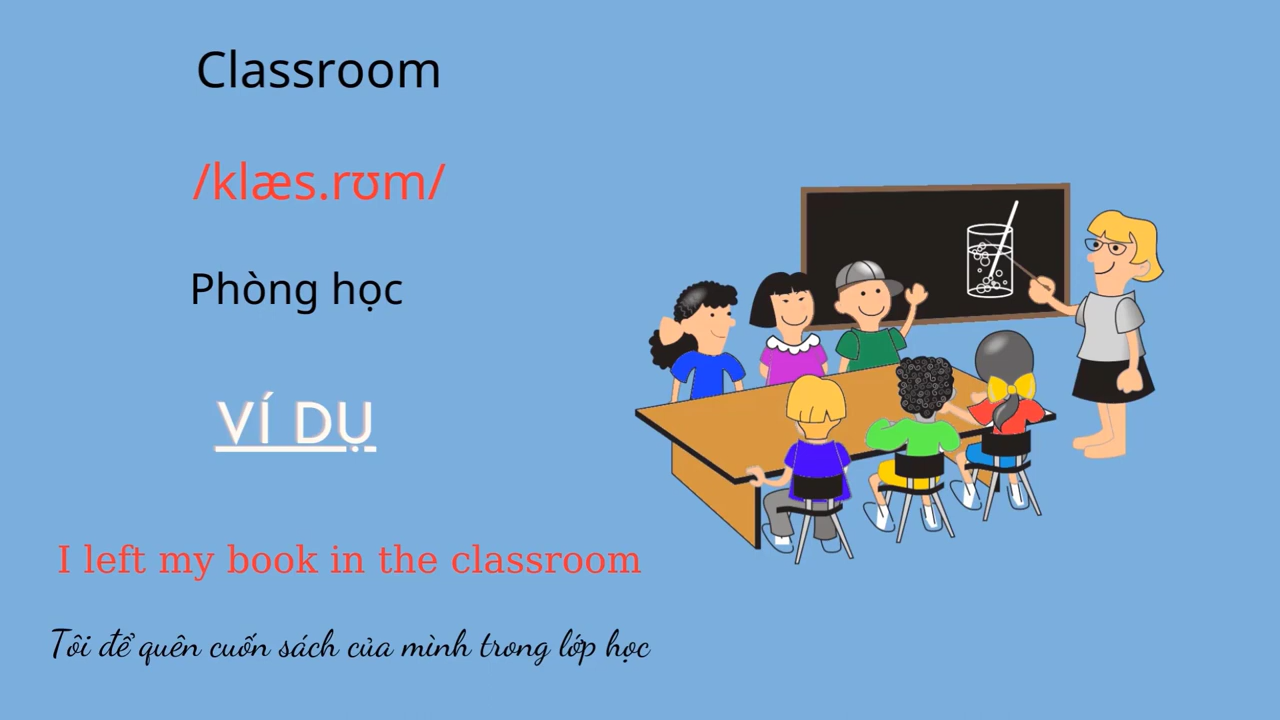 Classroom
/klæs.rʊm/
Phòng học
VÍ DỤ
I left my book in the classroom
Tôi để quên cuốn sách của mình trong lớp học